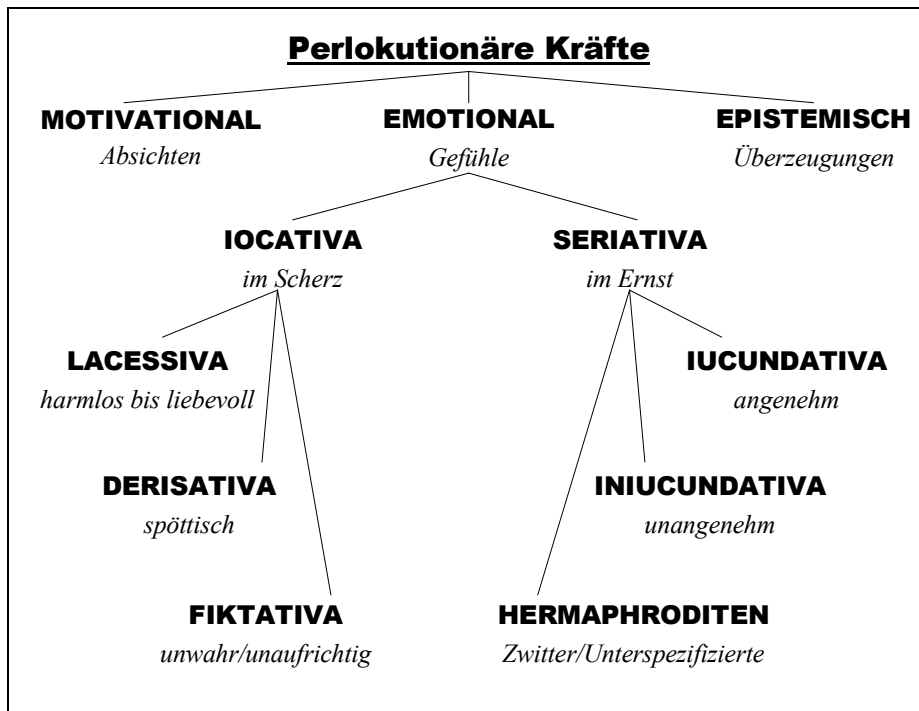 Perlokutionäre Kräfte
MOTIVATIONAL EMOTIONAL EPISTEMISCH
Absichten Gefühle Überzeugungen
IOCATIVA SERIATIVA
im Scherz im Ernst
LACESSIVA IUCUNDATIVA
harmlos bis liebevoll angenehm
DERISATIVA INIUCUNDATIVA
spöttisch unangenehm
FIKTATIVA HERMAPHRODITEN
unwahr/unaufrichtig Zwitter/Unterspezifizierte